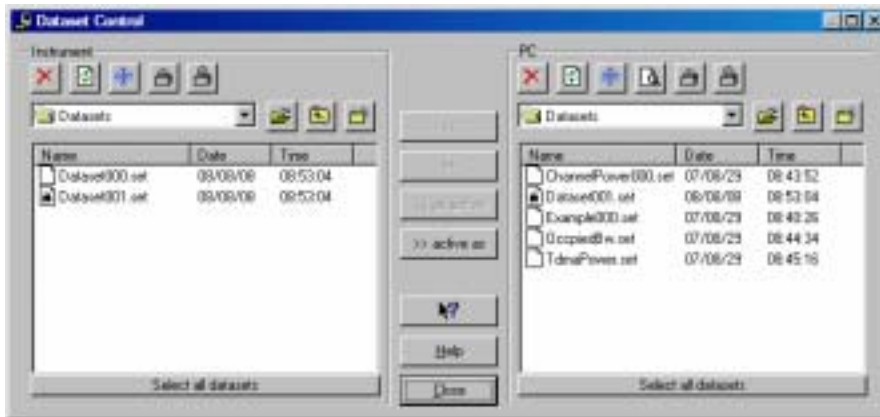 Dataset Control
Instrument
Datasets
Name Date Time
Dataset000.set 08/08/08 08:53:04
Dataset001.set 08/08/08 08:53:04
Select all datasets
>> active as
?
Help
Close
PC
Datasets
Name Date Time
ChannelPower000.set 07/08/29 08:43:52
Dataset001.set 08/08/08 08:53:04
Example000.set 07/08/29 08:40:26
OccpiedBw.set 07/08/29 08:44:34
TdmaPower.set 07/08/29 08:45:16
Select all datasets